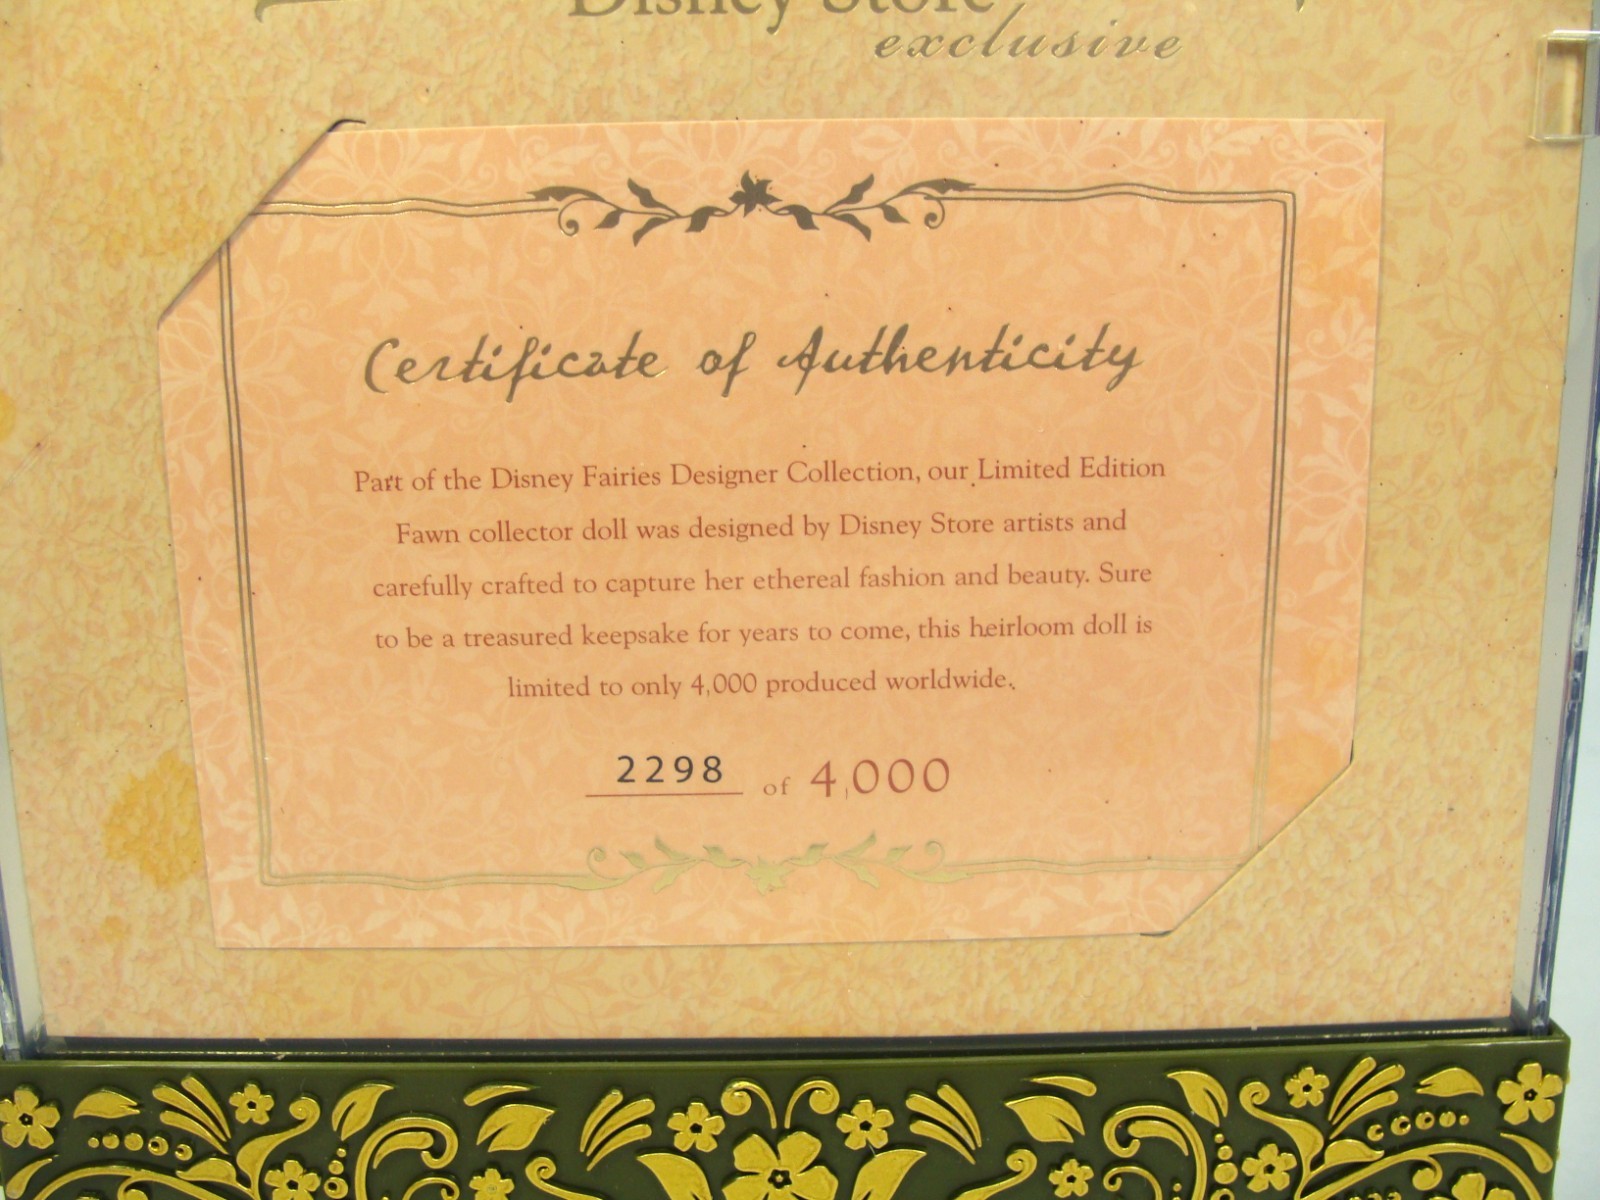 Disney Store
exclusive
Certificate of Authenticity
Part of the Disney Fairies Designer Collection, our Limited Edition
Fawn collector doll was designed by Disney Store artists and
carefully crafted to capture her ethereal fashion and beauty. Sure
to be a treasured keepsake for years to come, this heirloom doll is
limited to only 4,000 produced worldwide.
2298 of 4,000